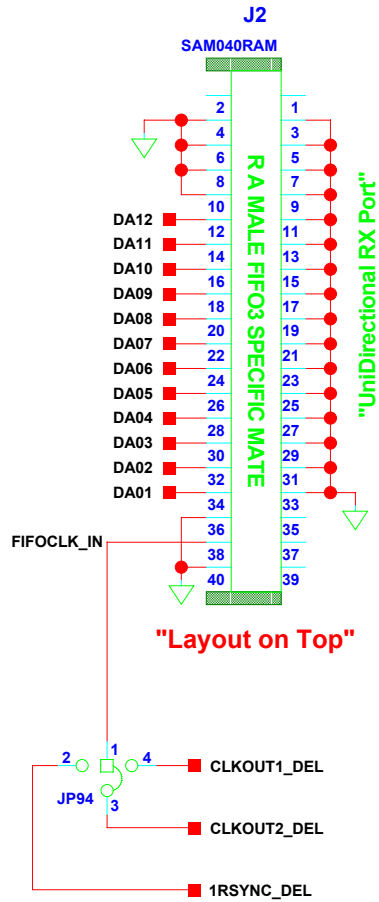 J2
SAM040RAM
2 1
4 3
6 5
8 7
10 9
DA12 12 11
DA11 14 13
DA10 16 15
DA09 18 17
DA08 20 19
DA07 22 21
DA06 24 23
DA05 26 25
DA04 28 27
DA03 30 29
DA02 32 31
DA01 34 33
36 35
FIFOCLK_IN 38 37
40 39
R A MALE FIFO3 SPECIFIC MATE
"UniDirectional RX Port"
"Layout on Top"
2 1 4 CLKOUT1_DEL
JP94 3
CLKOUT2_DEL
1RSYNC_DEL